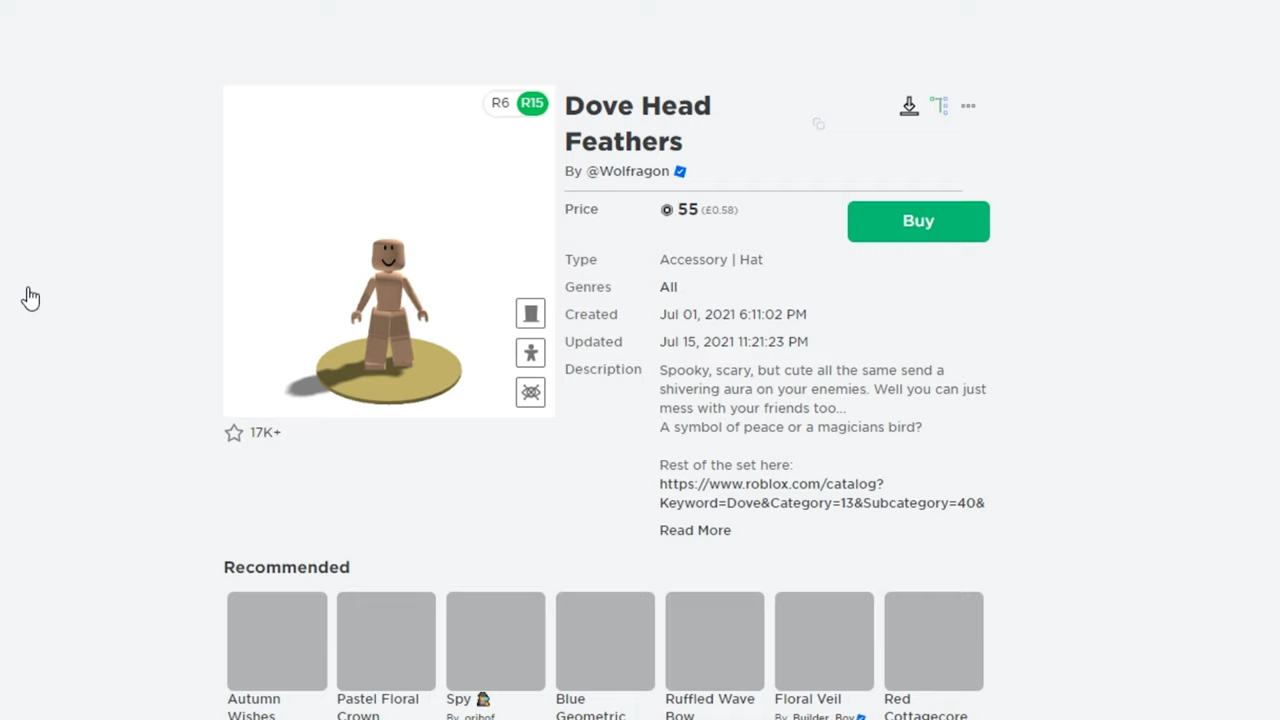 R6 R15
Dove Head
Feathers
By @Wolfragon
Price 55 (£0.58)
Buy
Type Accessory | Hat
Genres All
Created Jul 01, 2021 6:11:02 PM
Updated Jul 15, 2021 11:21:23 PM
Description Spooky, scary, but cute all the same send a
shivering aura on your enemies. Well you can just
mess with your friends too...
A symbol of peace or a magicians bird?
Rest of the set here:
https://www.roblox.com/catalog?
Keyword=Dove&Category=13&Subcategory=40&
Read More
17K+
Recommended
Autumn Pastel Floral Spy Blue Ruffled Wave Floral Veil Red
Wishes Crown By orihof Geometric Bow By Builder_Boy Cottagecore